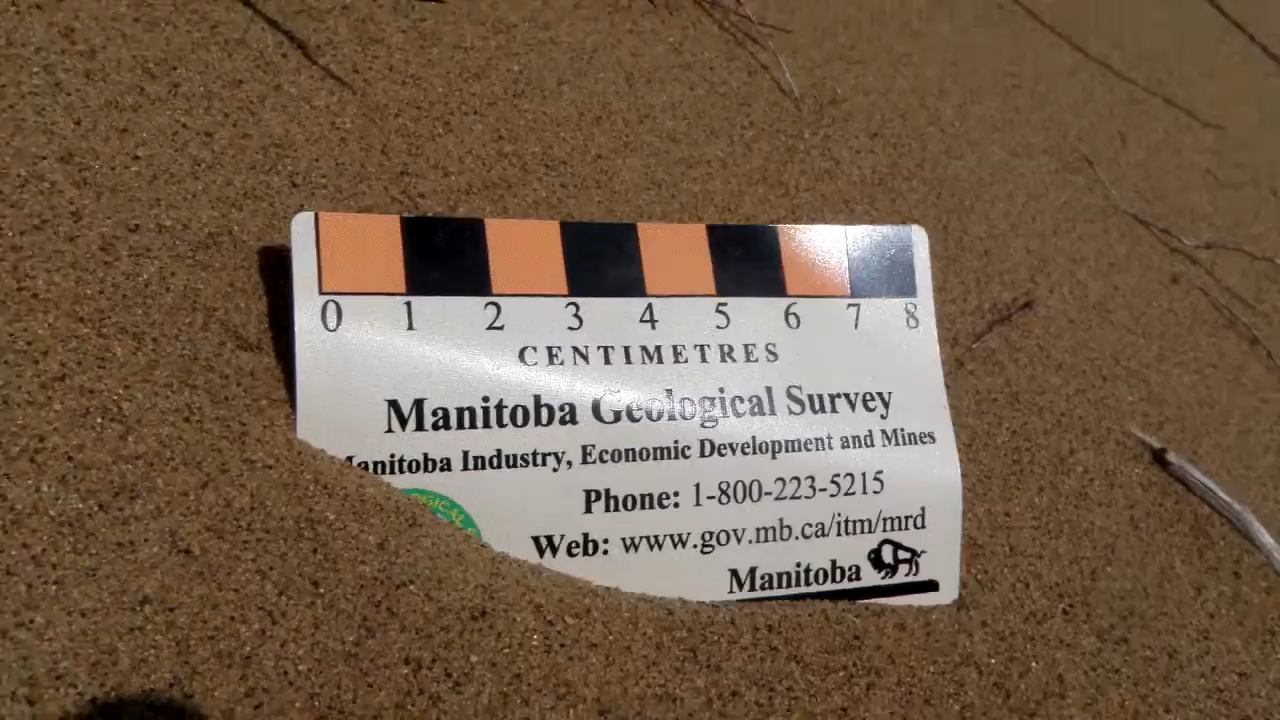 0 1 2 3 4 5 6 7 8
CENTIMETRES
Manitoba Geological Survey
Manitoba Industry, Economic Development and Mines
Phone: 1-800-223-5215
Web: www.gov.mb.ca/itm/mrd
Manitoba